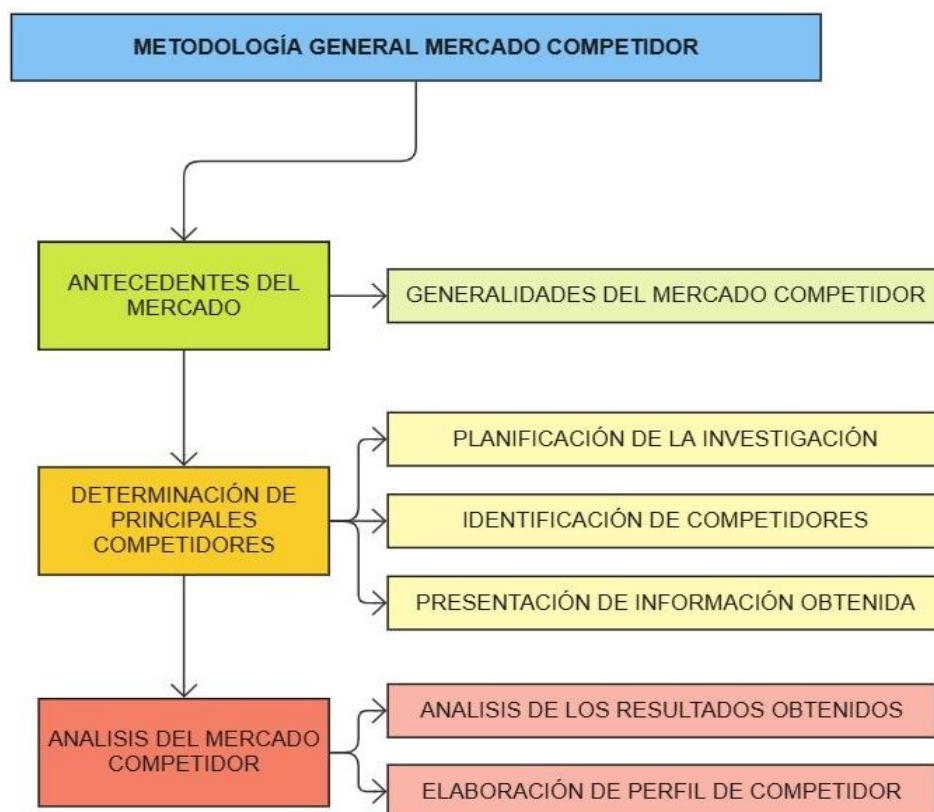 METODOLOGÍA GENERAL MERCADO COMPETIDOR
ANTECEDENTES DEL
MERCADO
GENERALIDADES DEL MERCADO COMPETIDOR
DETERMINACIÓN DE
PRINCIPALES
COMPETIDORES
PLANIFICACIÓN DE LA INVESTIGACIÓN
IDENTIFICACIÓN DE COMPETIDORES
PRESENTACIÓN DE INFORMACIÓN OBTENIDA
ANALISIS DEL MERCADO
COMPETIDOR
ANALISIS DE LOS RESULTADOS OBTENIDOS
ELABORACIÓN DE PERFIL DE COMPETIDOR